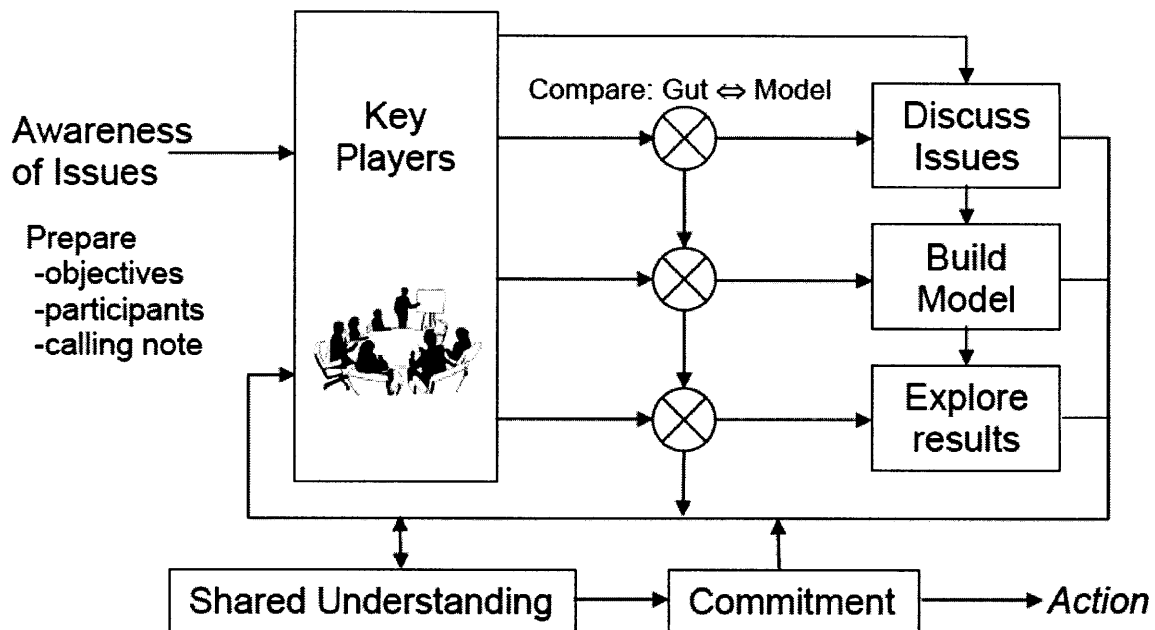 Awareness
of Issues
Prepare
-objectives
-participants
-calling note
Key
Players
Compare: Gut ⇔ Model
Discuss
Issues
Build
Model
Explore
results
Shared Understanding
Commitment
Action